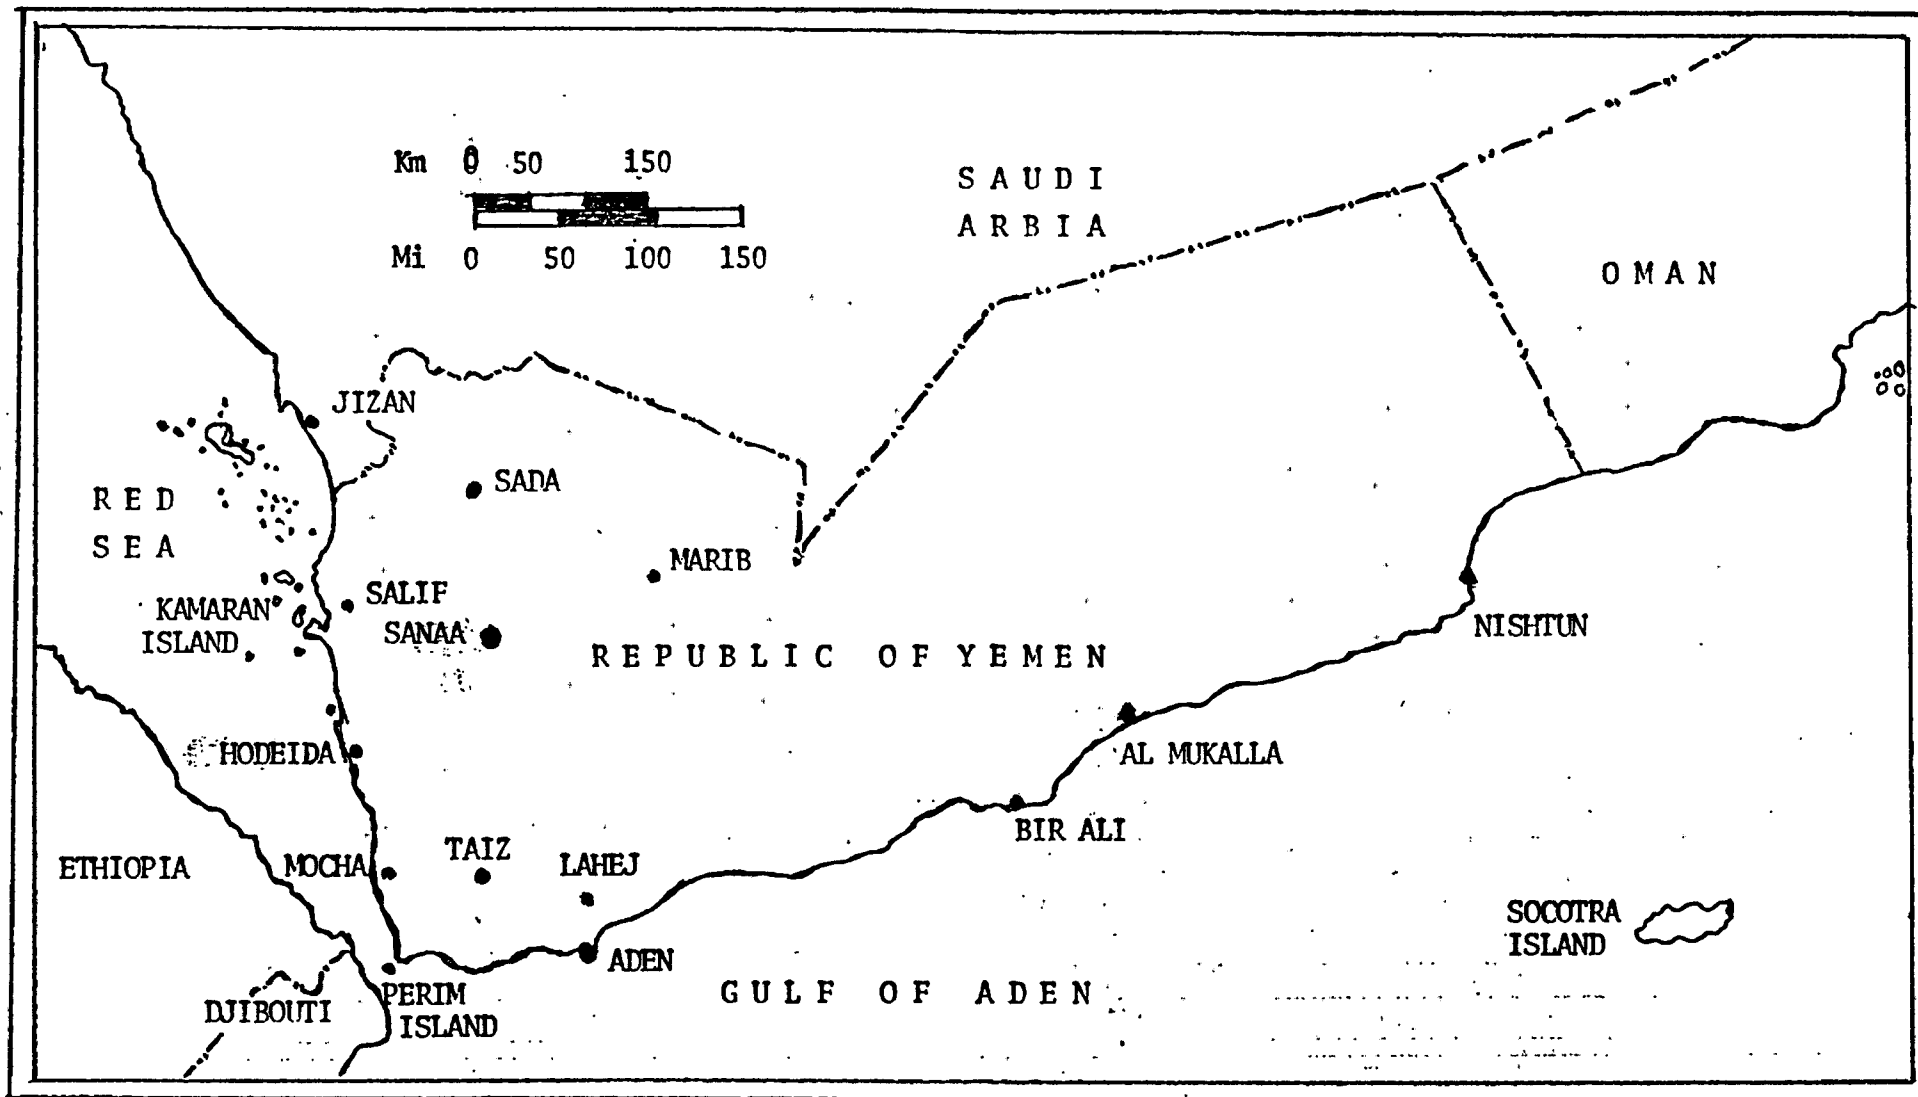 Km 0 50 150
Mi 0 50 100 150
SAUDI
ARBIA
OMAN
JIZAN
SADA
RED
SEA
MARIB
SALIF
KAMARAN
ISLAND
SANAA
REPUBLIC OF YEMEN
NISHTUN
HODEIDA
AL MUKALLA
BIR ALI
ETHIOPIA
MOCHA
TAIZ
LAHEJ
SOCOTRA
ISLAND
ADEN
GULF OF ADEN
PERIM
ISLAND
DJIBOUTI